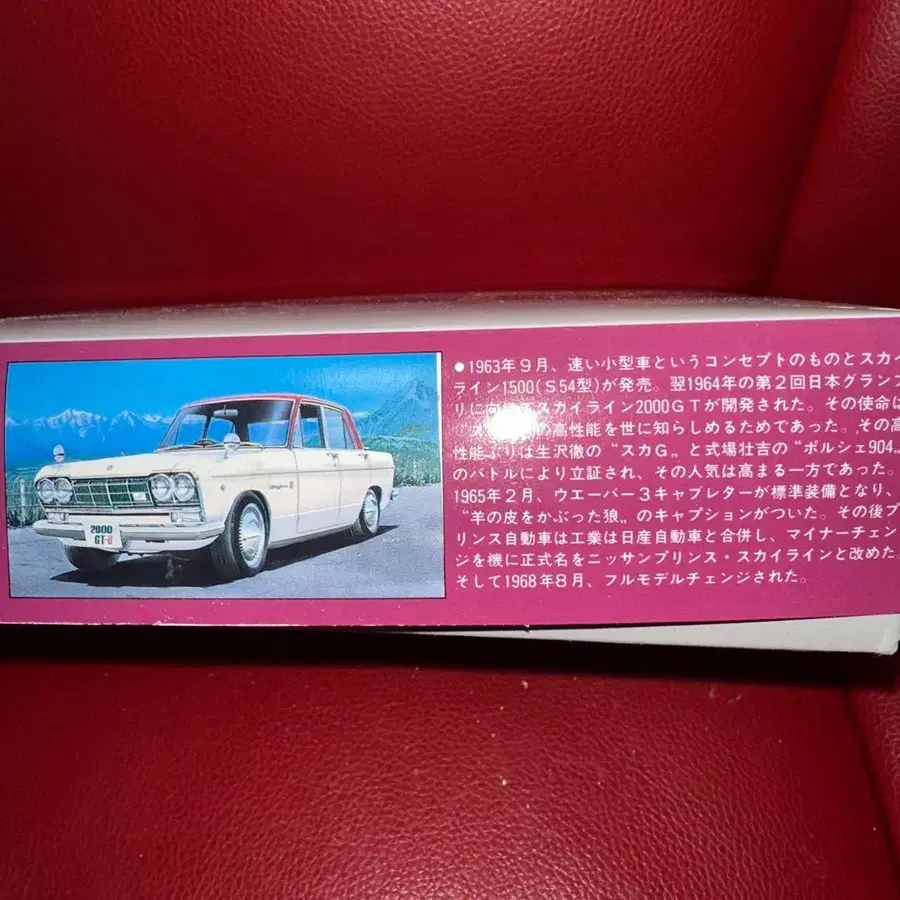 2000
GT-B
●1963年9月、速い小型車というコンセプトのものとスカイ
ライン1500(S54型)が発売。翌1964年の第2回日本グランプ
リに向 スカイライン2000GTが開発された。その使命は
の高性能を世に知らしめるためであった。その高
性能ぶりは生沢徹の“スカG„と式場壮吉の“ポルシェ904„
のバトルにより立証され、その人気は高まる一方であった。
1965年2月、ウエーバー3キャブレターが標準装備となり、
“羊の皮をかぶった狼„のキャプションがついた。その後プ
リンス自動車は工業は日産自動車と合併し、マイナーチェン
ジを機に正式名をニッサンプリンス・スカイラインと改めた。
そして1968年8月、フルモデルチェンジされた。